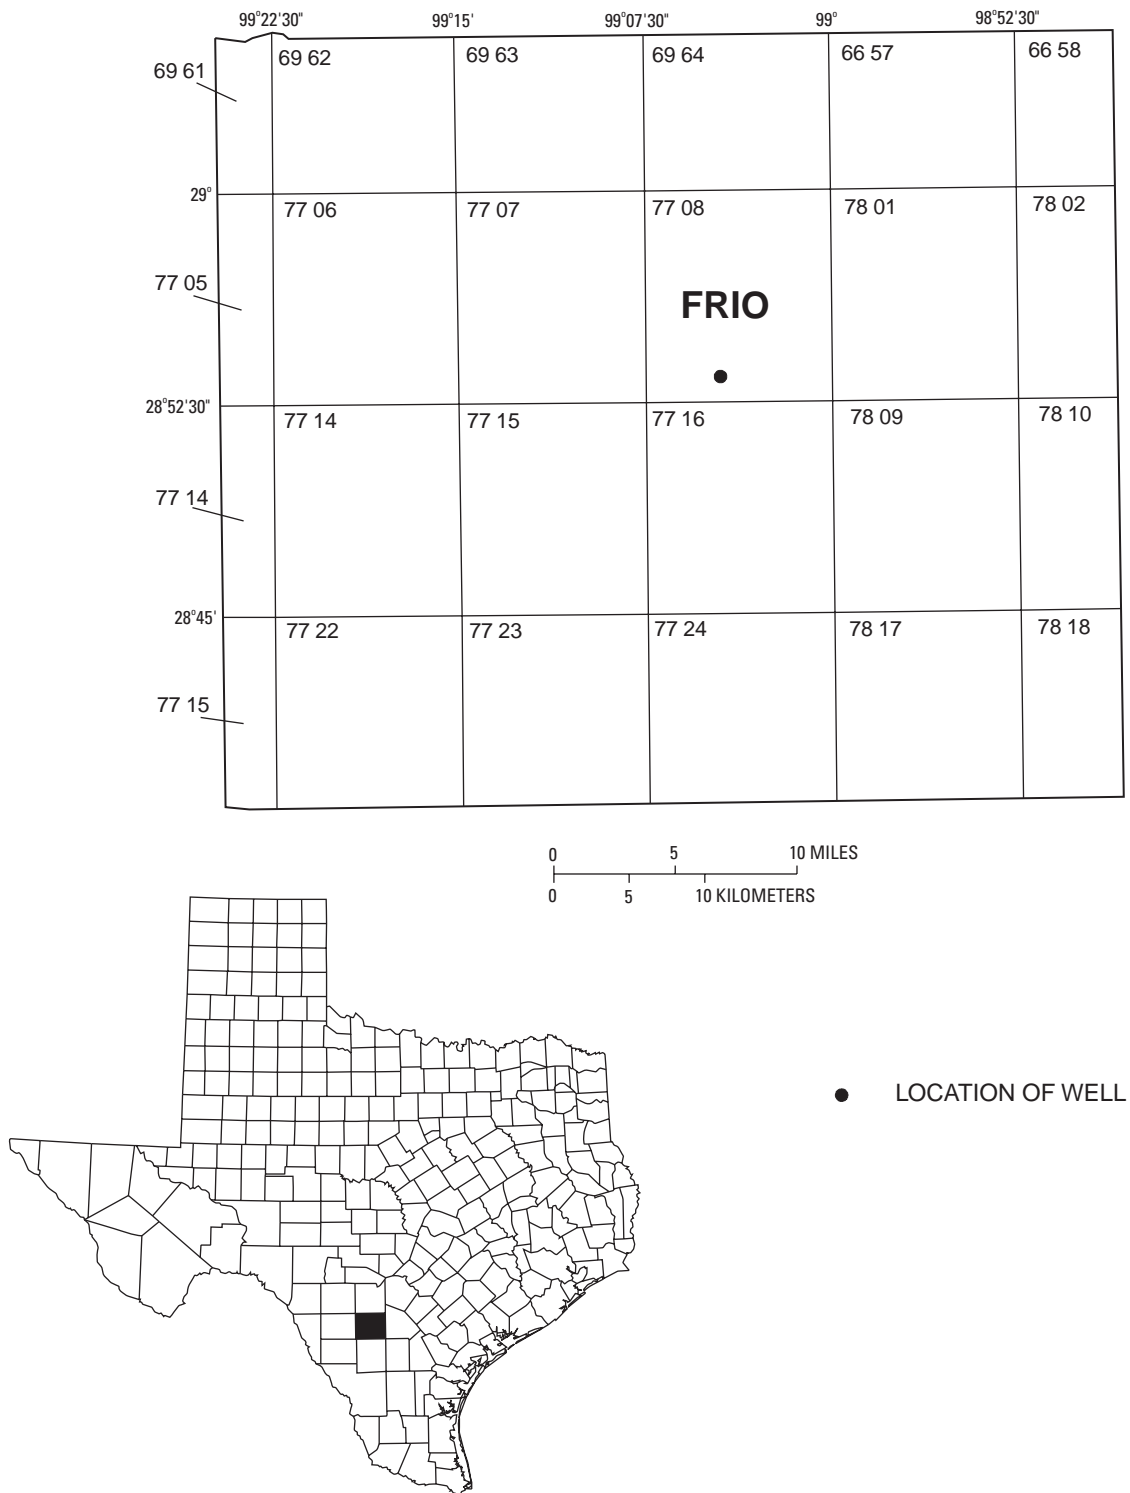 99°22'30" 99°15' 99°07'30" 99° 98°52'30"
69 61
69 62 69 63 69 64 66 57 66 58
29°
77 06 77 07 77 08 78 01 78 02
77 05
FRIO
28°52'30"
77 14 77 15 77 16 78 09 78 10
77 14
28°45'
77 22 77 23 77 24 78 17 78 18
77 15
0 5 10 MILES
0 5 10 KILOMETERS
LOCATION OF WELL